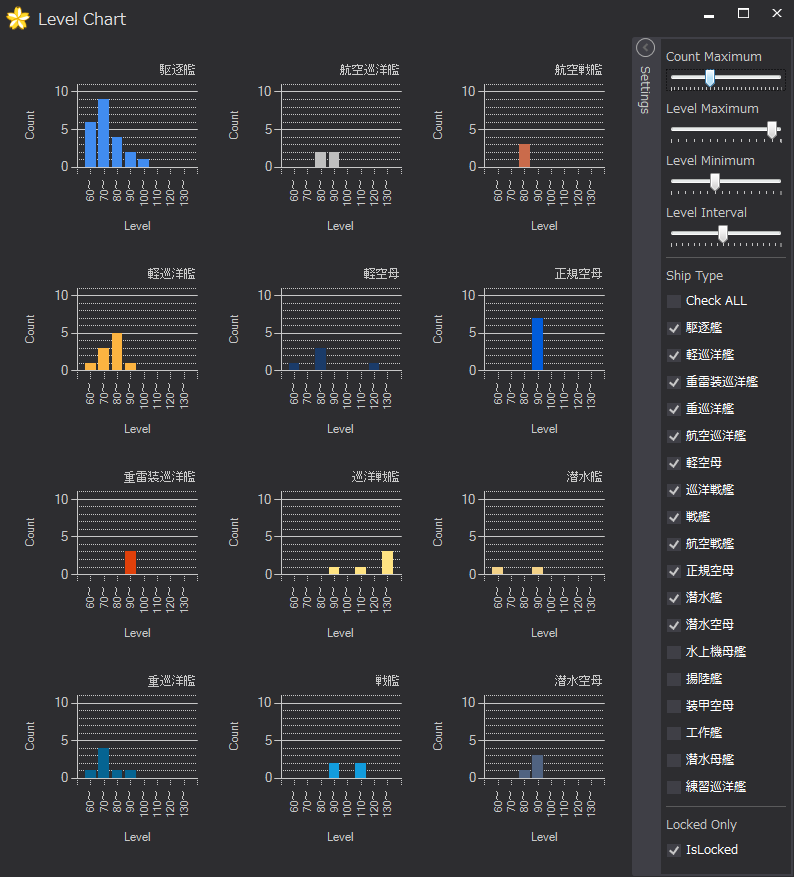 Level Chart
駆逐艦
10
5
0
Count
60~
70~
80~
90~
100~
110~
120~
130~
Level
航空巡洋艦
10
5
0
Count
60~
70~
80~
90~
100~
110~
120~
130~
Level
航空戦艦
10
5
0
Count
60~
70~
80~
90~
100~
110~
120~
130~
Level
軽巡洋艦
10
5
0
Count
60~
70~
80~
90~
100~
110~
120~
130~
Level
軽空母
10
5
0
Count
60~
70~
80~
90~
100~
110~
120~
130~
Level
正規空母
10
5
0
Count
60~
70~
80~
90~
100~
110~
120~
130~
Level
重雷装巡洋艦
10
5
0
Count
60~
70~
80~
90~
100~
110~
120~
130~
Level
巡洋戦艦
10
5
0
Count
60~
70~
80~
90~
100~
110~
120~
130~
Level
潜水艦
10
5
0
Count
60~
70~
80~
90~
100~
110~
120~
130~
Level
重巡洋艦
10
5
0
Count
60~
70~
80~
90~
100~
110~
120~
130~
Level
戦艦
10
5
0
Count
60~
70~
80~
90~
100~
110~
120~
130~
Level
潜水空母
10
5
0
Count
60~
70~
80~
90~
100~
110~
120~
130~
Level
Settings
Count Maximum
Level Maximum
Level Minimum
Level Interval
Ship Type
Check ALL
駆逐艦
軽巡洋艦
重雷装巡洋艦
重巡洋艦
航空巡洋艦
軽空母
巡洋戦艦
戦艦
航空戦艦
正規空母
潜水艦
潜水空母
水上機母艦
揚陸艦
装甲空母
工作艦
潜水母艦
練習巡洋艦
Locked Only
IsLocked